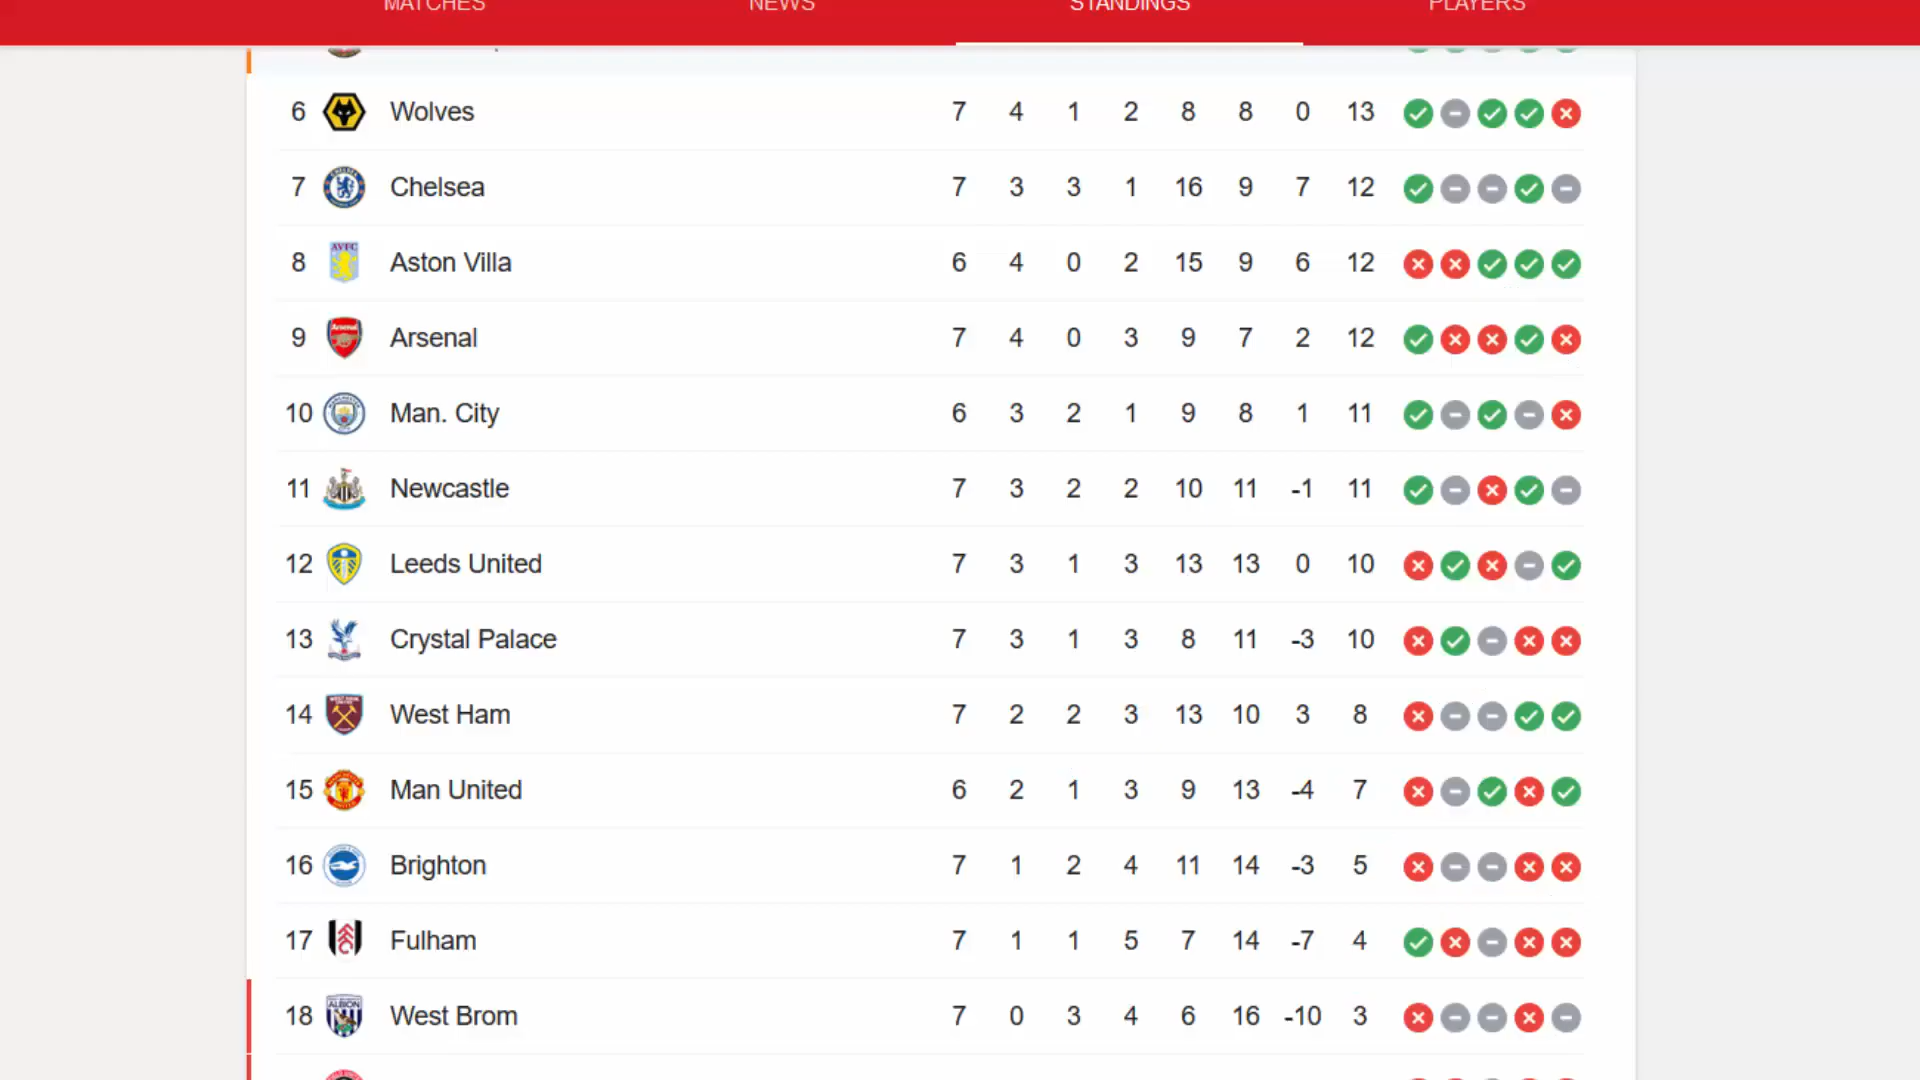 MATCHES NEWS STANDINGS PLAYERS
6 Wolves 7 4 1 2 8 8 0 13
7 Chelsea 7 3 3 1 16 9 7 12
8 Aston Villa 6 4 0 2 15 9 6 12
9 Arsenal 7 4 0 3 9 7 2 12
10 Man. City 6 3 2 1 9 8 1 11
11 Newcastle 7 3 2 2 10 11 -1 11
12 Leeds United 7 3 1 3 13 13 0 10
13 Crystal Palace 7 3 1 3 8 11 -3 10
14 West Ham 7 2 2 3 13 10 3 8
15 Man United 6 2 1 3 9 13 -4 7
16 Brighton 7 1 2 4 11 14 -3 5
17 Fulham 7 1 1 5 7 14 -7 4
18 West Brom 7 0 3 4 6 16 -10 3